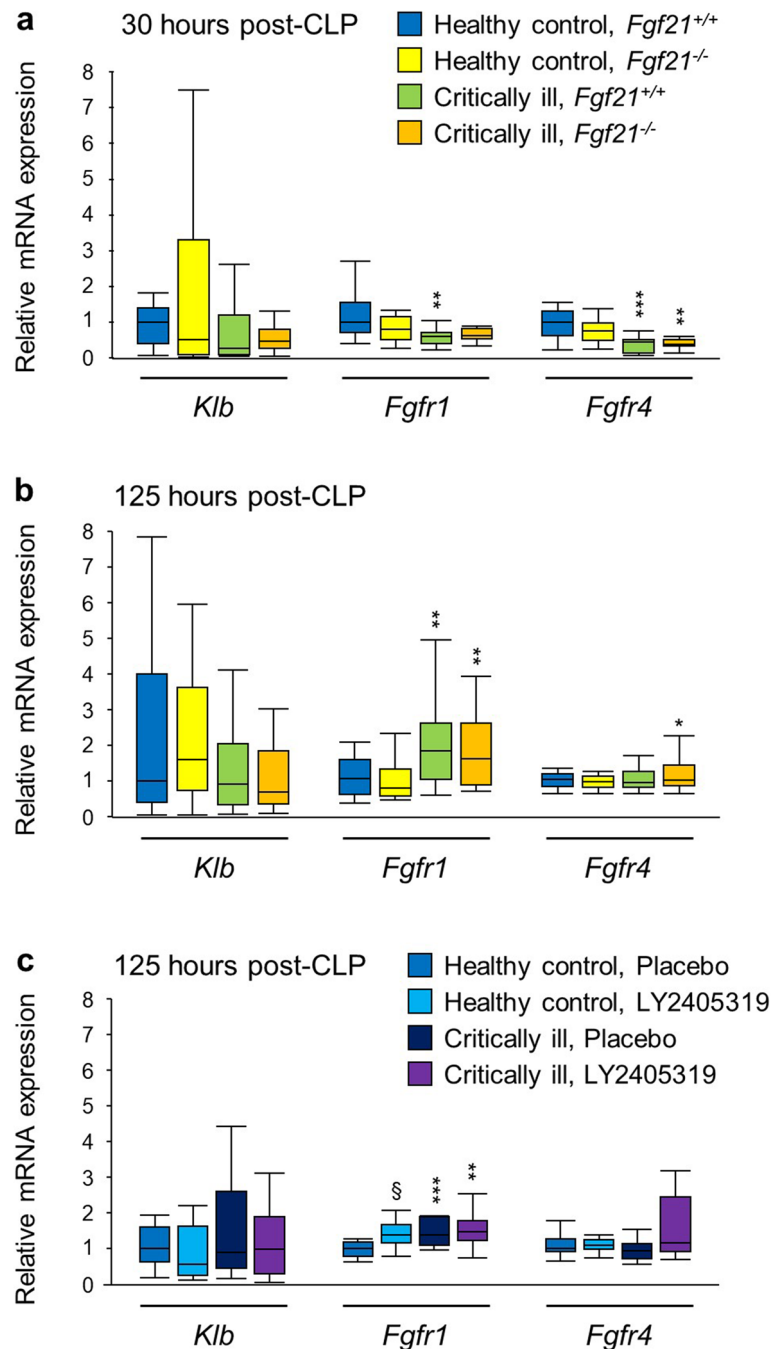 a
30 hours post-CLP
Healthy control, Fgf21+/+
Healthy control, Fgf21-/-
Critically ill, Fgf21+/+
Critically ill, Fgf21-/-
Relative mRNA expression
8
7
6
5
4
3
2
1
0
**
***
**
Klb
Fgfr1
Fgfr4
b
125 hours post-CLP
Relative mRNA expression
8
7
6
5
4
3
2
1
0
**
**
*
Klb
Fgfr1
Fgfr4
c
125 hours post-CLP
Healthy control, Placebo
Healthy control, LY2405319
Critically ill, Placebo
Critically ill, LY2405319
Relative mRNA expression
8
7
6
5
4
3
2
1
0
§
***
**
Klb
Fgfr1
Fgfr4